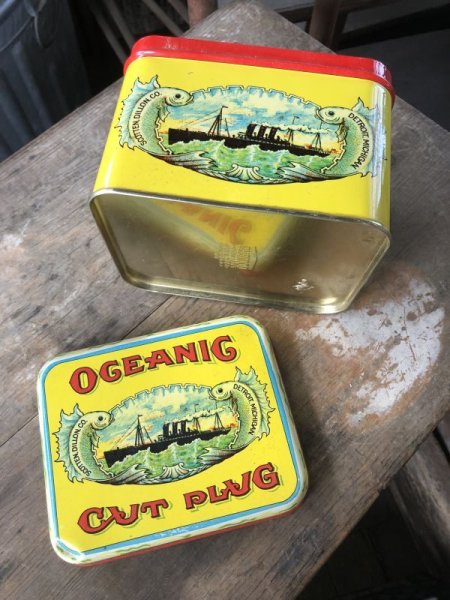 SCOTTEN, DILLON, CO.
DETROIT, MICHIGAN
OCEANIC
SCOTTEN, DILLON CO.
DETROIT, MICHIGAN
CUT PLUG